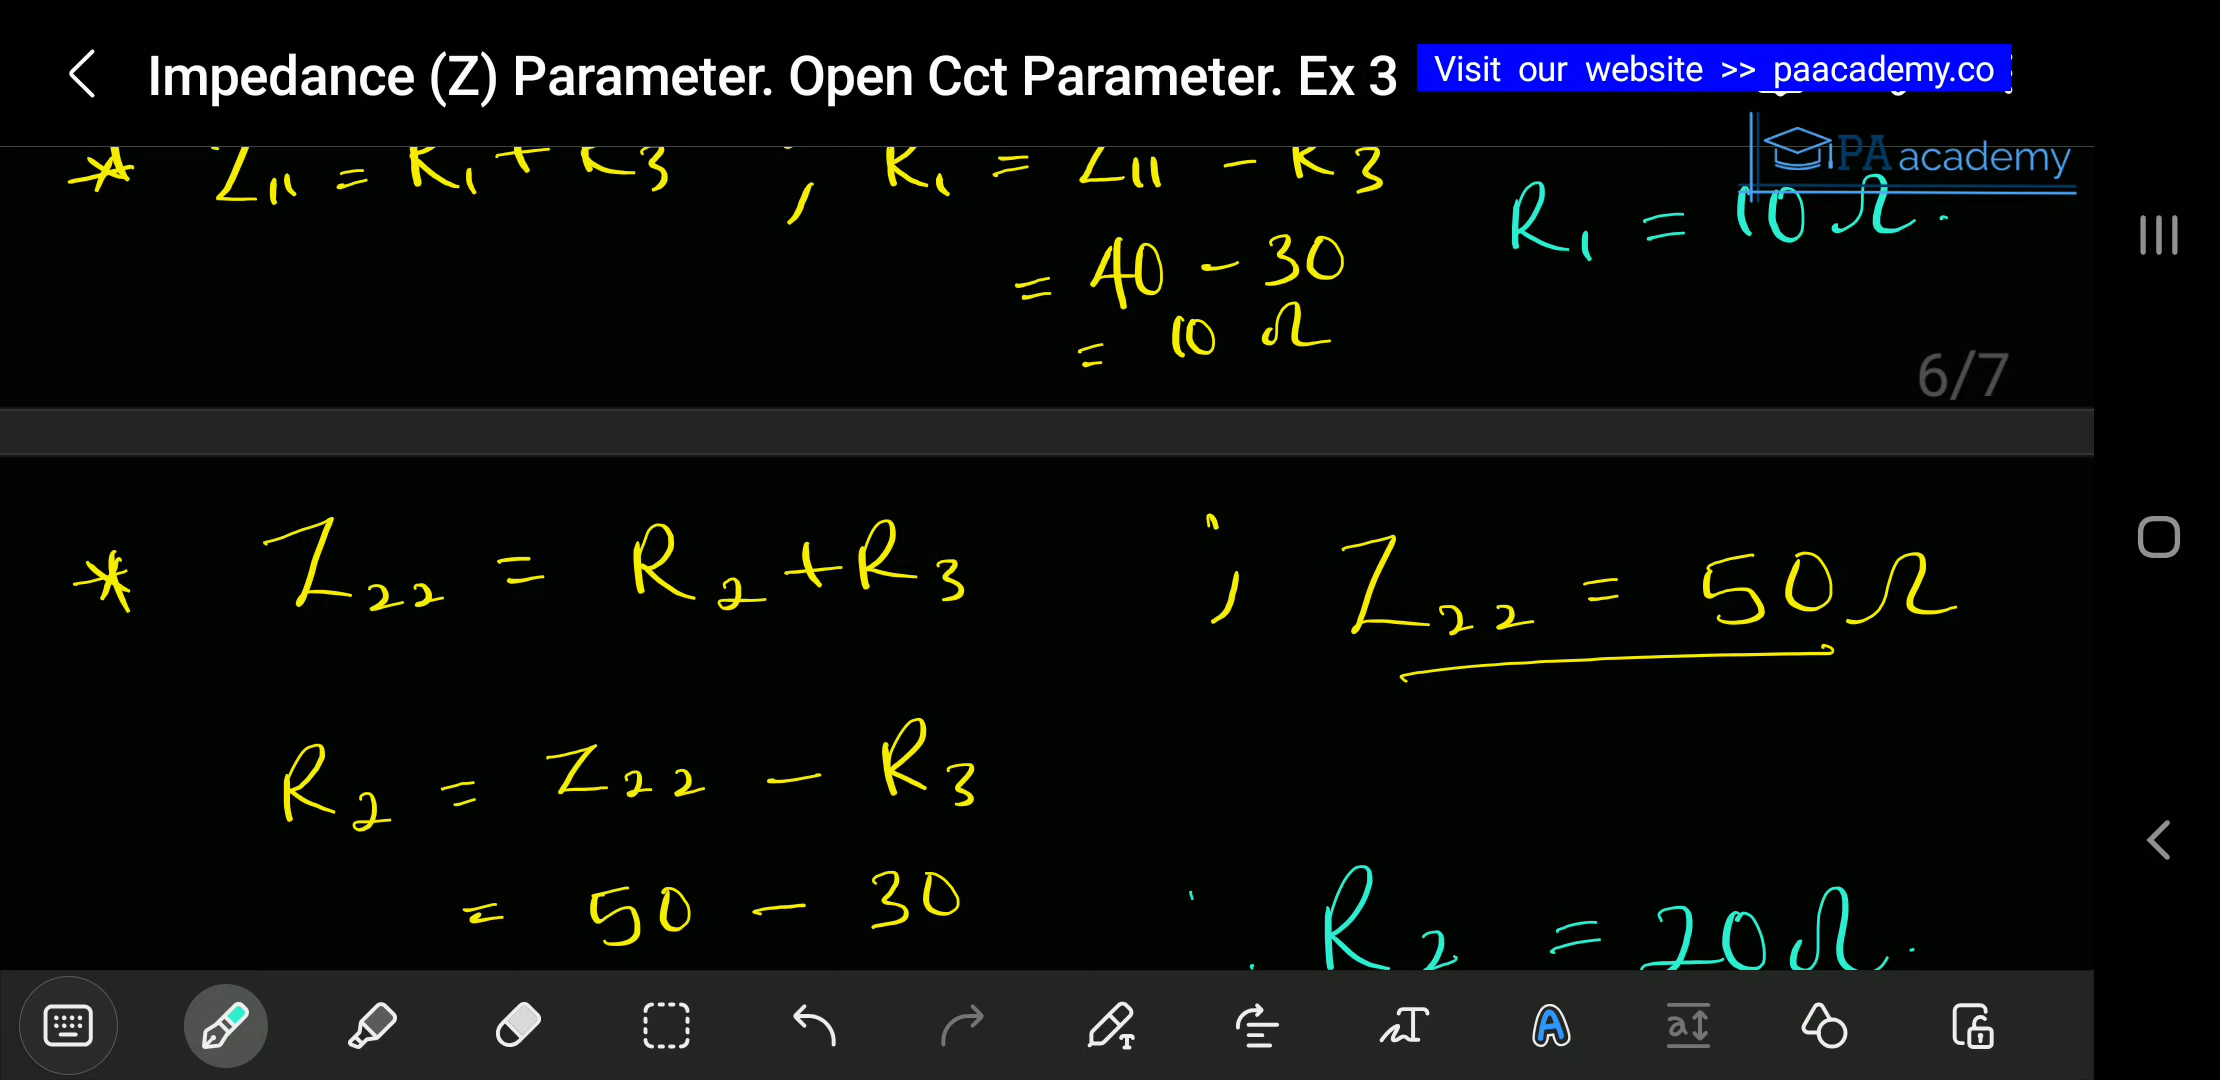 Impedance (Z) Parameter. Open Cct Parameter. Ex 3
Visit our website >> paacademy.co
PA academy
* Z₁₁ = R₁ + R₃ ; R₁ = Z₁₁ - R₃
R₁ = 10 Ω.
= 40 - 30
= 10 Ω
6/7
* Z₂₂ = R₂ + R₃ ; Z₂₂ = 50 Ω
R₂ = Z₂₂ - R₃
= 50 - 30
∴ R₂ = 20 Ω.